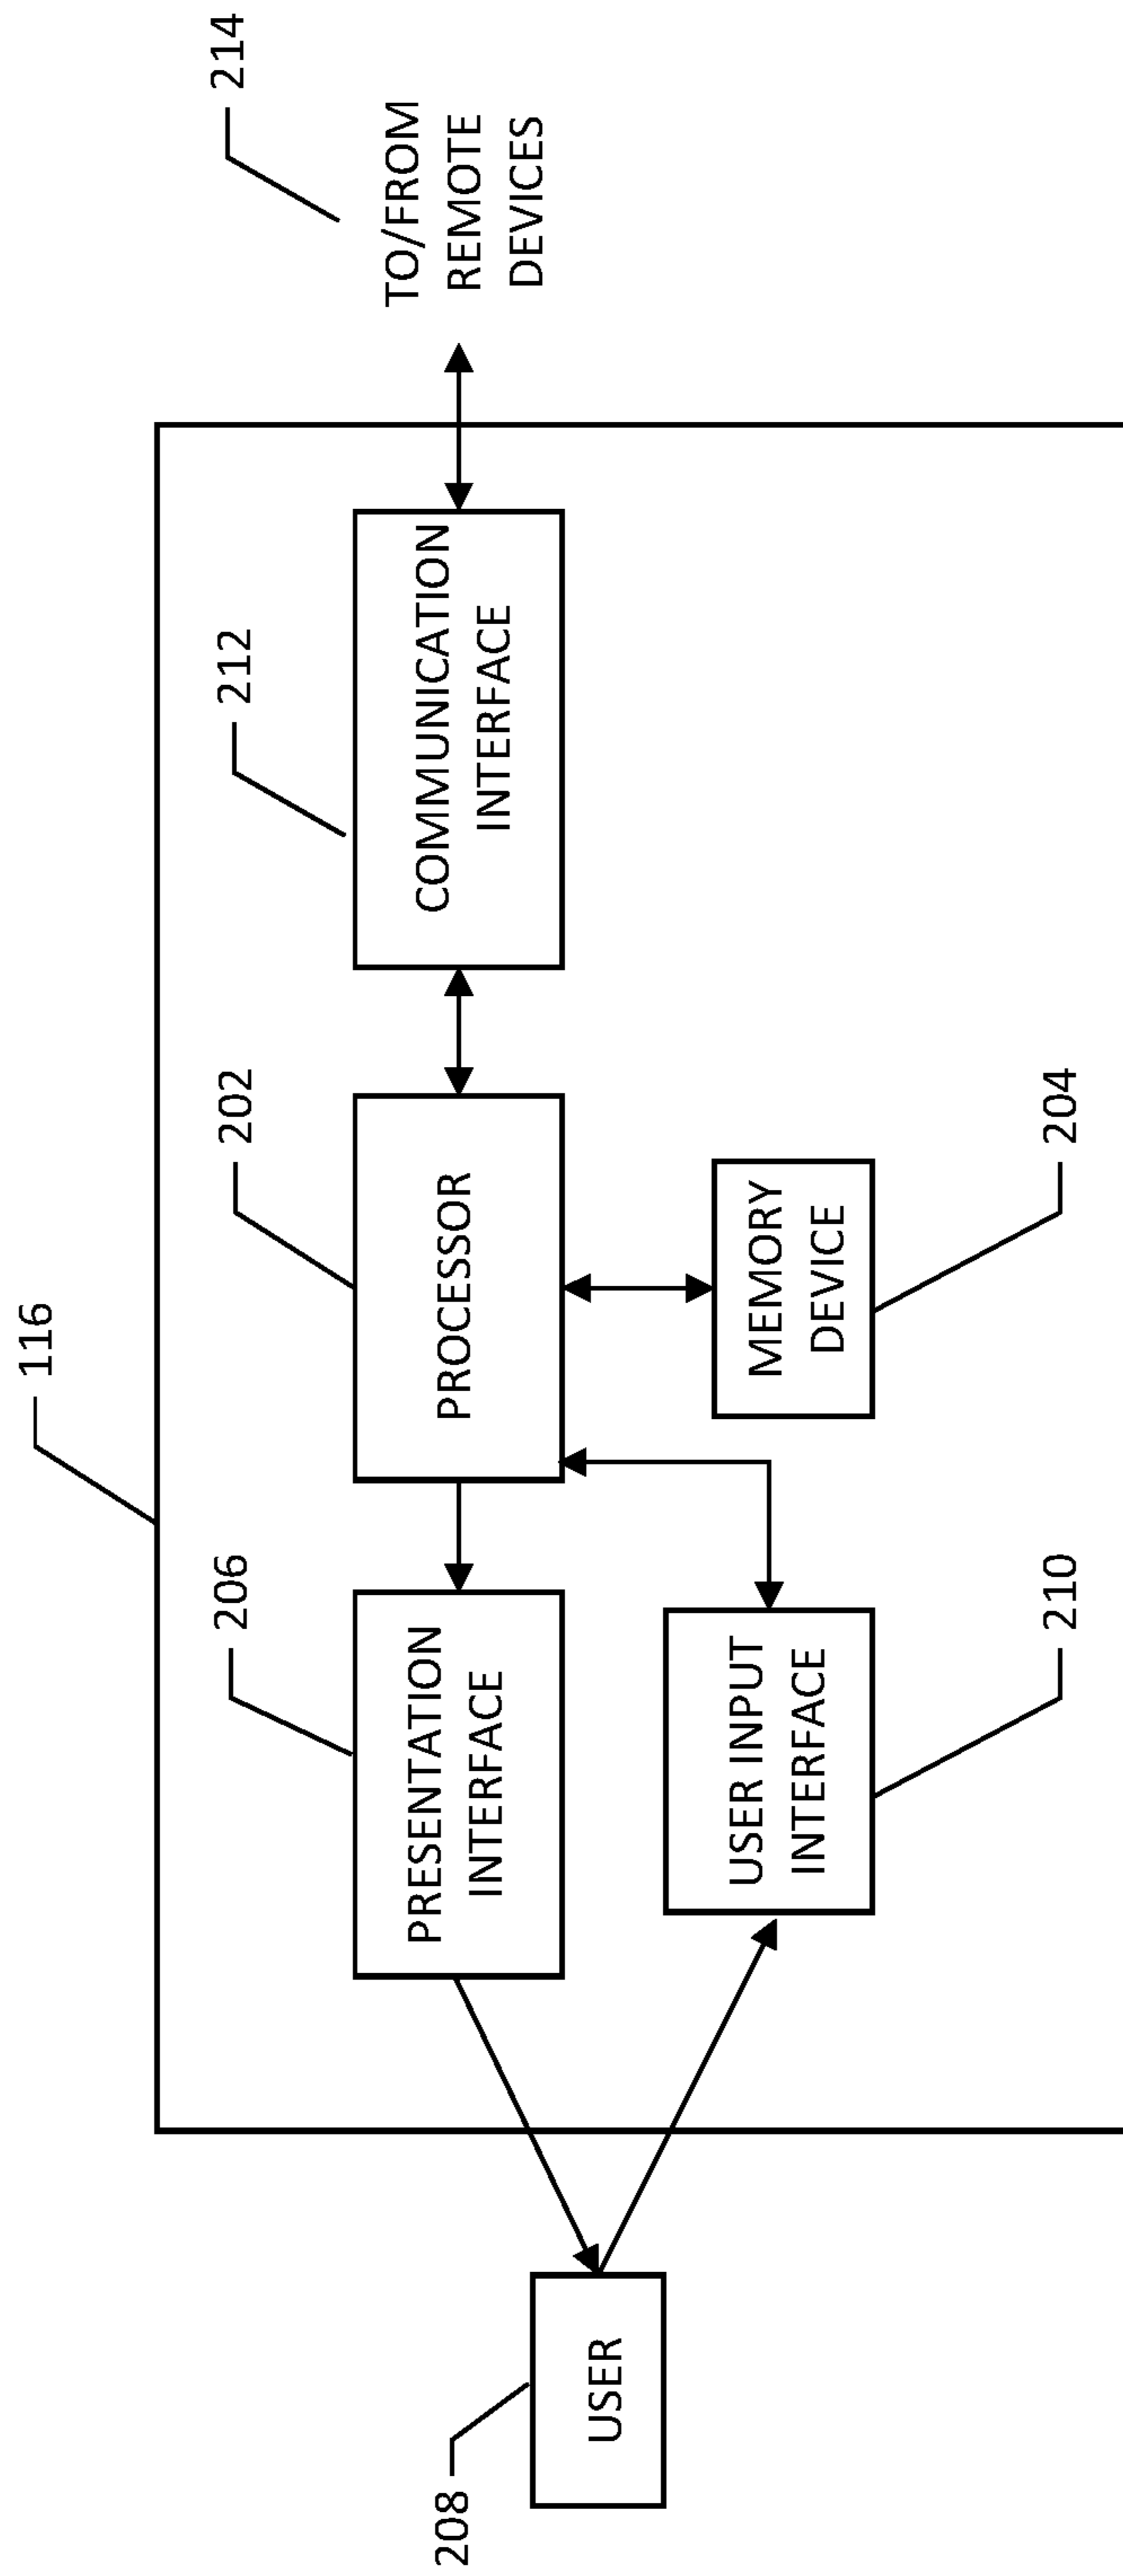 116
206
202
212
214
PRESENTATION
INTERFACE
PROCESSOR
COMMUNICATION
INTERFACE
TO/FROM
REMOTE
DEVICES
208
USER
USER INPUT
INTERFACE
MEMORY
DEVICE
210
204